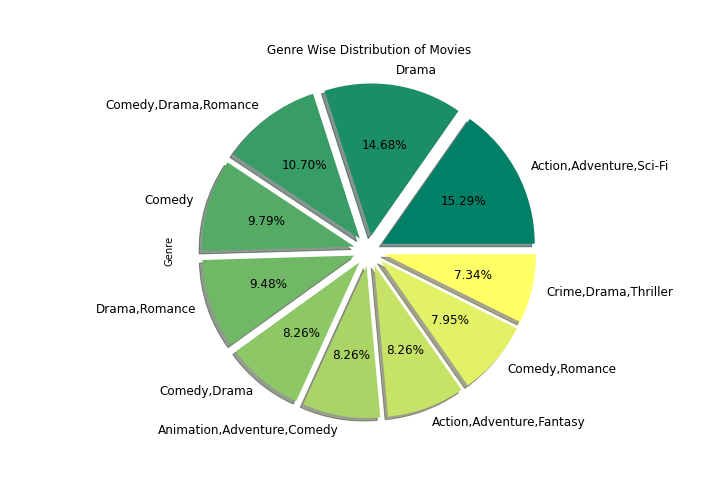 Genre Wise Distribution of Movies
Drama
14.68%
Action,Adventure,Sci-Fi
15.29%
Comedy,Drama,Romance
10.70%
Comedy
9.79%
Genre
Drama,Romance
9.48%
Comedy,Drama
8.26%
Animation,Adventure,Comedy
8.26%
Action,Adventure,Fantasy
8.26%
Comedy,Romance
7.95%
Crime,Drama,Thriller
7.34%